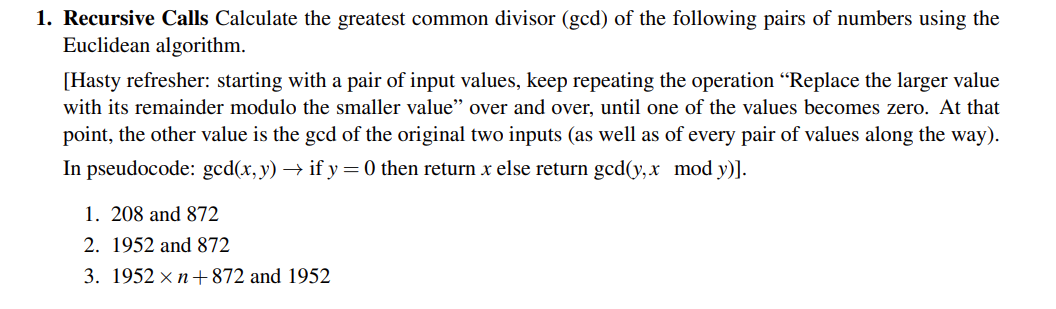 1. Recursive Calls Calculate the greatest common divisor (gcd) of the following pairs of numbers using the
Euclidean algorithm.
[Hasty refresher: starting with a pair of input values, keep repeating the operation “Replace the larger value
with its remainder modulo the smaller value” over and over, until one of the values becomes zero. At that
point, the other value is the gcd of the original two inputs (as well as of every pair of values along the way).
In pseudocode: gcd(x,y) → if y = 0 then return x else return gcd(y,x mod y)].
1. 208 and 872
2. 1952 and 872
3. 1952 × n + 872 and 1952